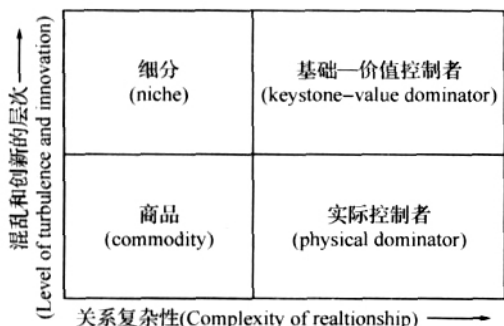 混乱和创新的层次
(Level of turbulence and innovation)
细分
(niche)
基础—价值控制者
(keystone-value dominator)
商品
(commodity)
实际控制者
(physical dominator)
关系复杂性(Complexity of realtionship)